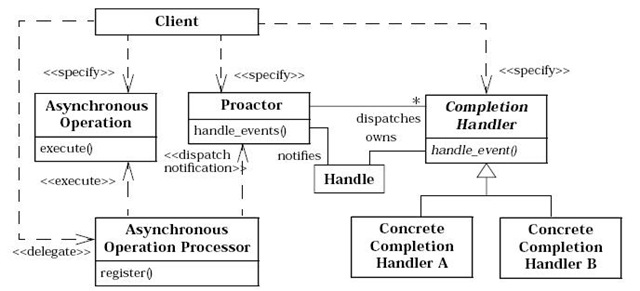 Client
<<specify>>
<<specify>>
<<specify>>
Asynchronous
Operation
execute()
Proactor
handle_events()
*
dispatches
owns
Completion
Handler
handle_event()
<<dispatch
notification>>
notifies
Handle
<<execute>>
Asynchronous
Operation Processor
register()
<<delegate>>
Concrete
Completion
Handler A
Concrete
Completion
Handler B